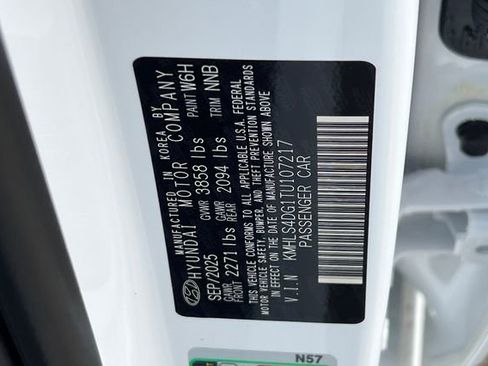 MANUFACTURED IN KOREA BY
HYUNDAI MOTOR COMPANY
SEP/2025 GVWR 3858 lbs PAINT W6H
GAWR FRONT 2271 lbs GAWR REAR 2094 lbs TRIM NNB
THIS VEHICLE CONFORMS TO ALL APPLICABLE U.S.A. FEDERAL
MOTOR VEHICLE SAFETY, BUMPER, AND THEFT PREVENTION STANDARDS
IN EFFECT ON THE DATE OF MANUFACTURE SHOWN ABOVE
V.I.N KMHLS4DG1TU107217
PASSENGER CAR
N57